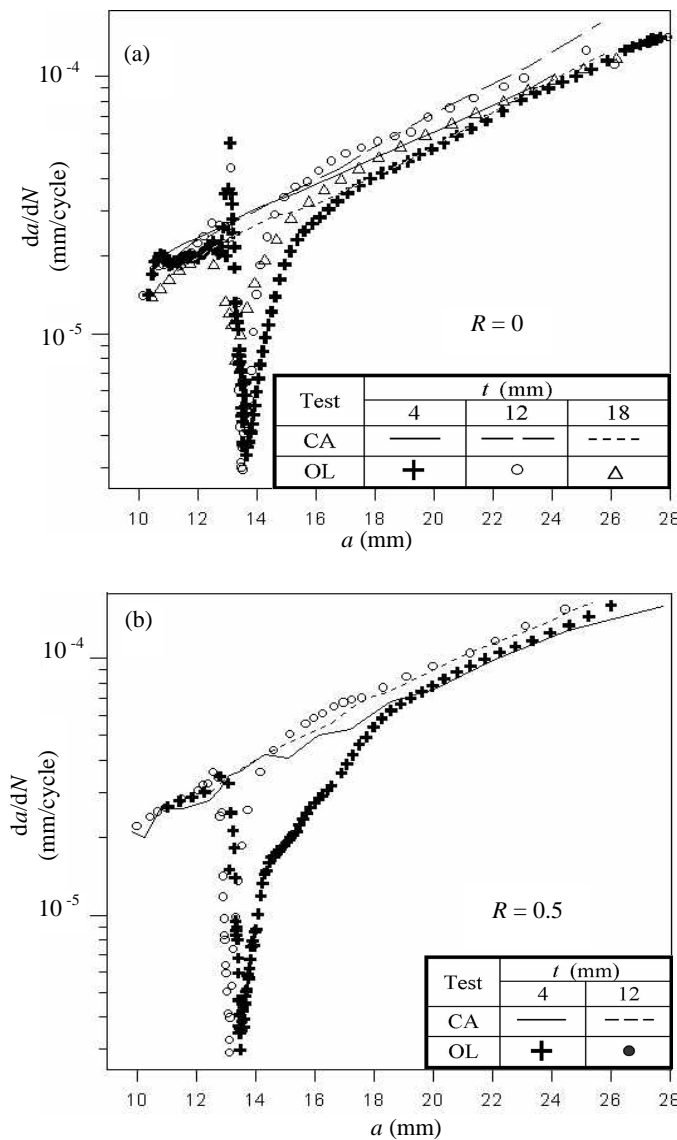 (a)
10⁻⁴
da/dN
(mm/cycle)
10⁻⁵
R = 0
Test t (mm)
4 12 18
CA
OL
10 12 14 16 18 20 22 24 26 28
a (mm)
(b)
10⁻⁴
da/dN
(mm/cycle)
10⁻⁵
R = 0.5
Test t (mm)
4 12
CA
OL
10 12 14 16 18 20 22 24 26 28
a (mm)